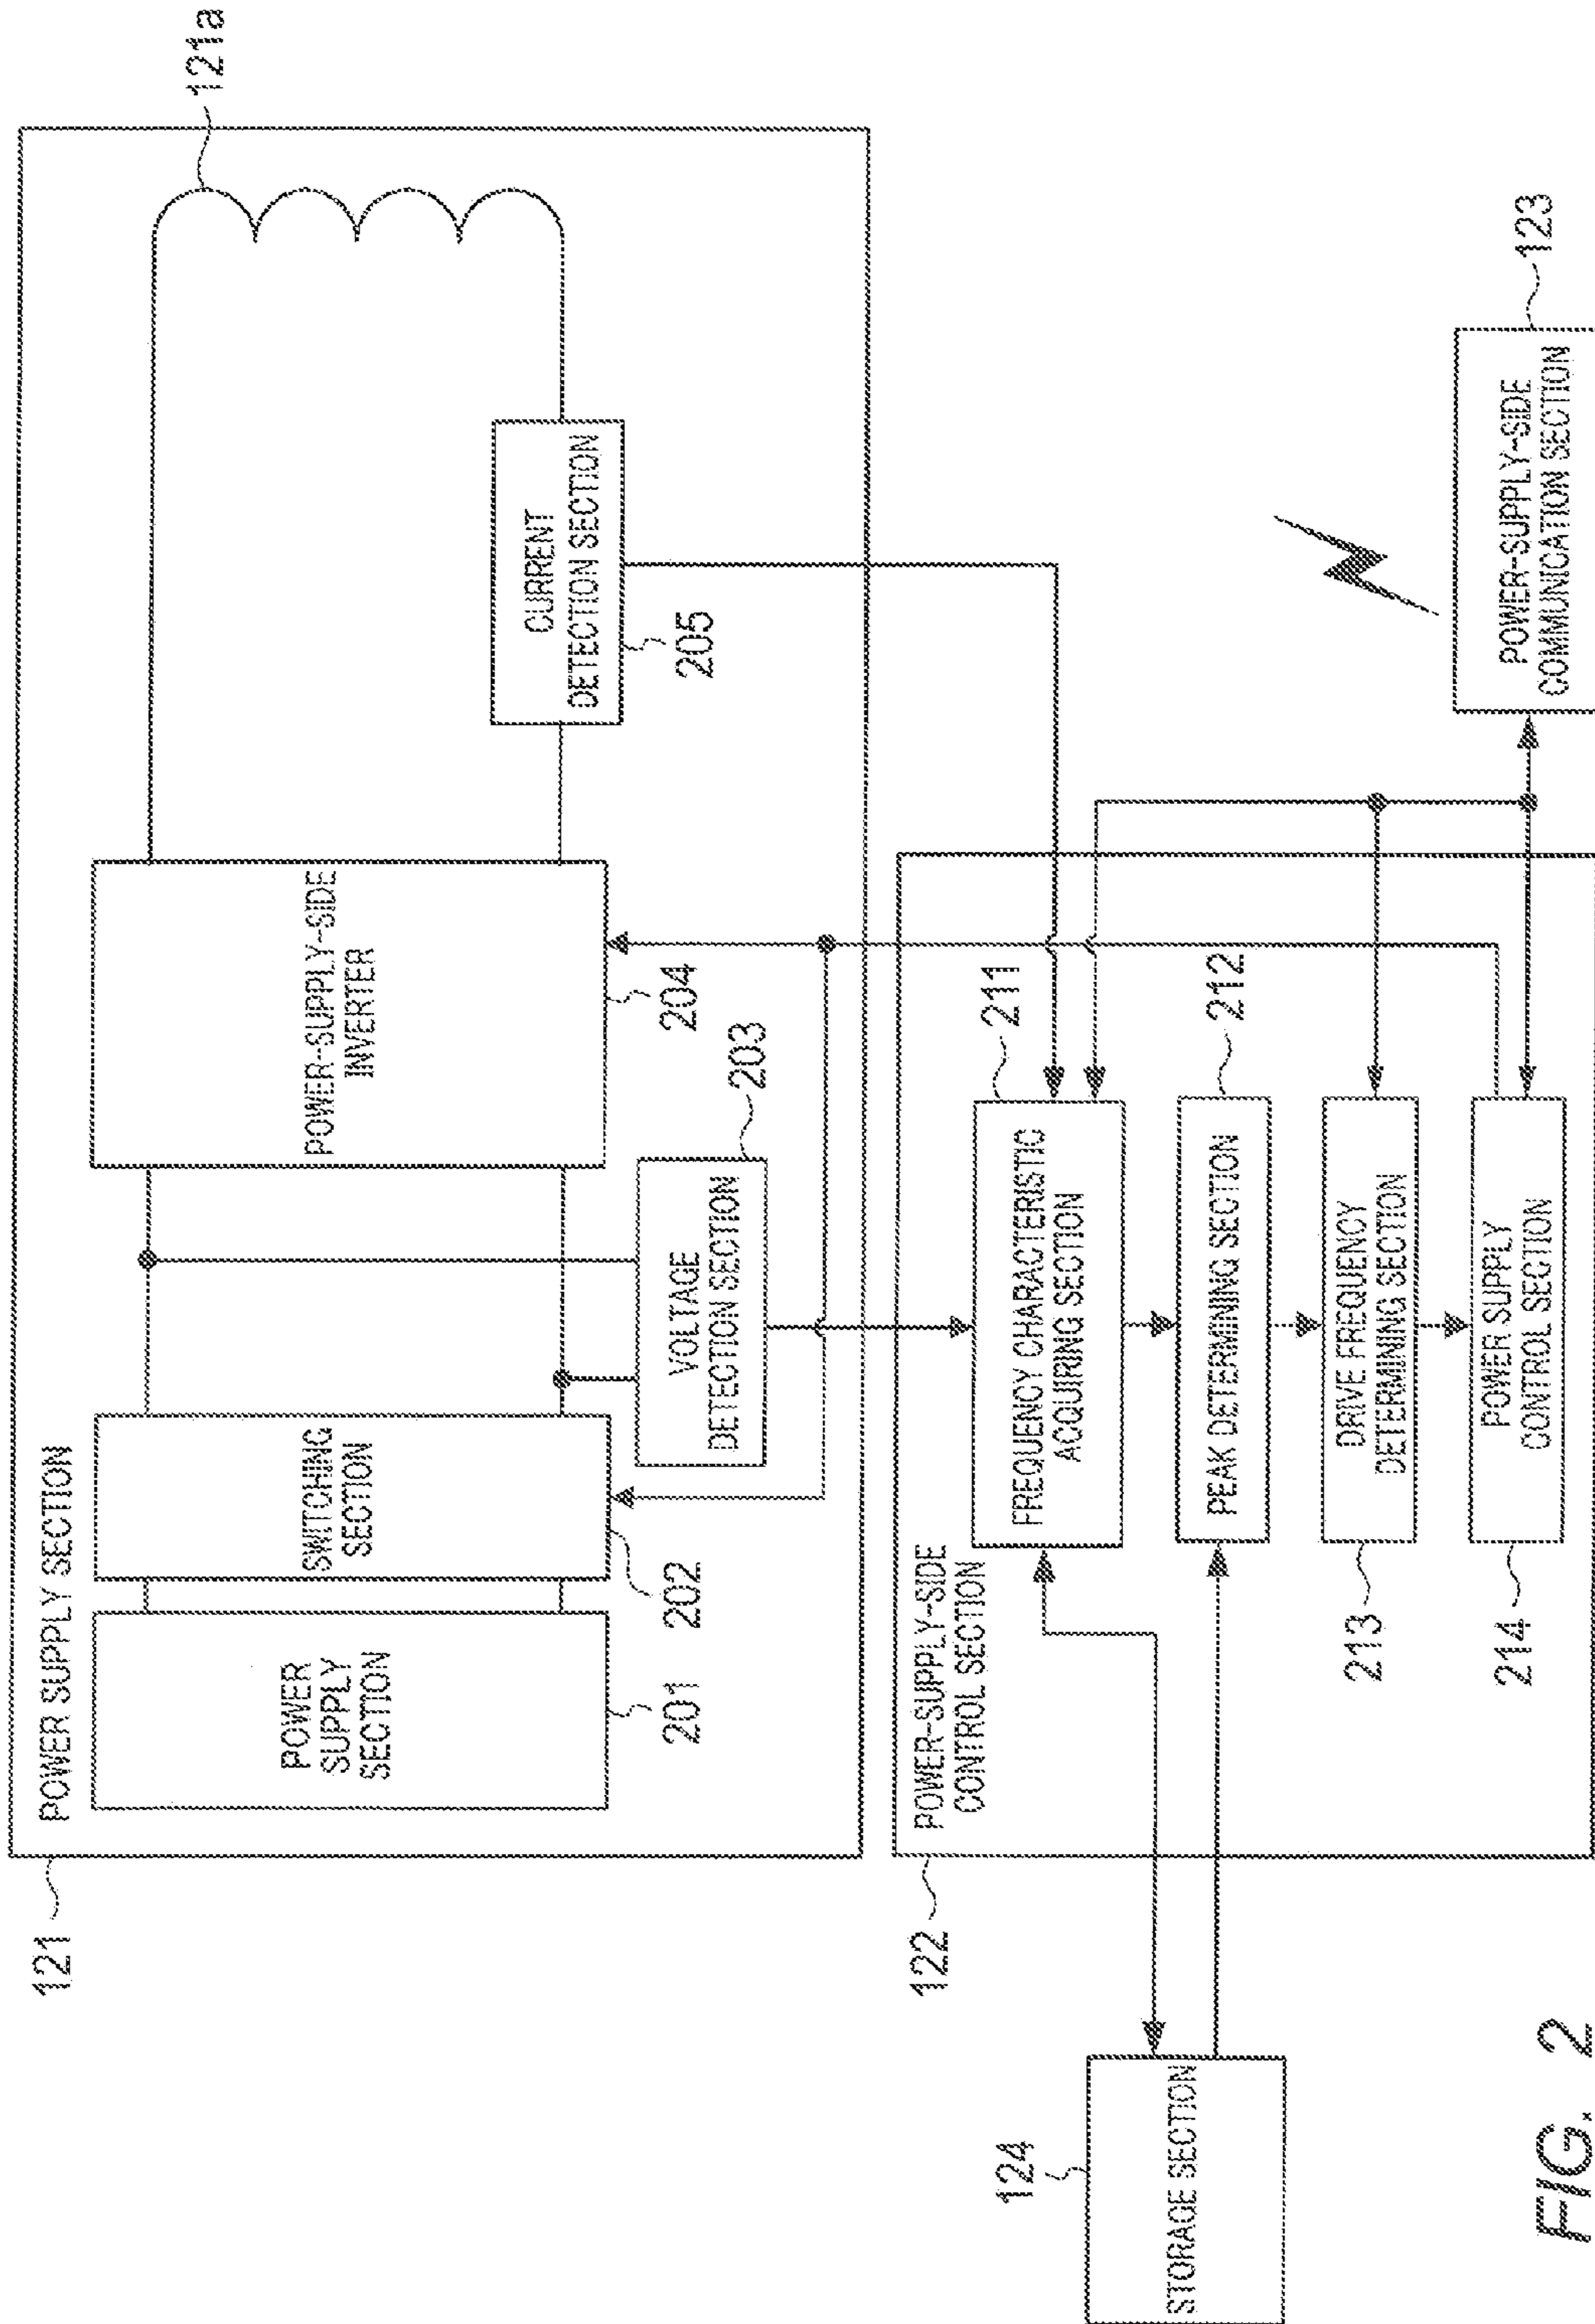 POWER SUPPLY SECTION
121
POWER
SUPPLY
SECTION
201
SWITCHING
SECTION
202
VOLTAGE
DETECTION SECTION
203
POWER-SUPPLY-SIDE
INVERTER
204
CURRENT
DETECTION SECTION
205
121a
POWER-SUPPLY-SIDE
CONTROL SECTION
122
FREQUENCY CHARACTERISTIC
ACQUIRING SECTION
211
PEAK DETERMINING SECTION
212
DRIVE FREQUENCY
DETERMINING SECTION
213
POWER SUPPLY
CONTROL SECTION
214
POWER-SUPPLY-SIDE
COMMUNICATION SECTION
123
STORAGE SECTION
124
FIG. 2